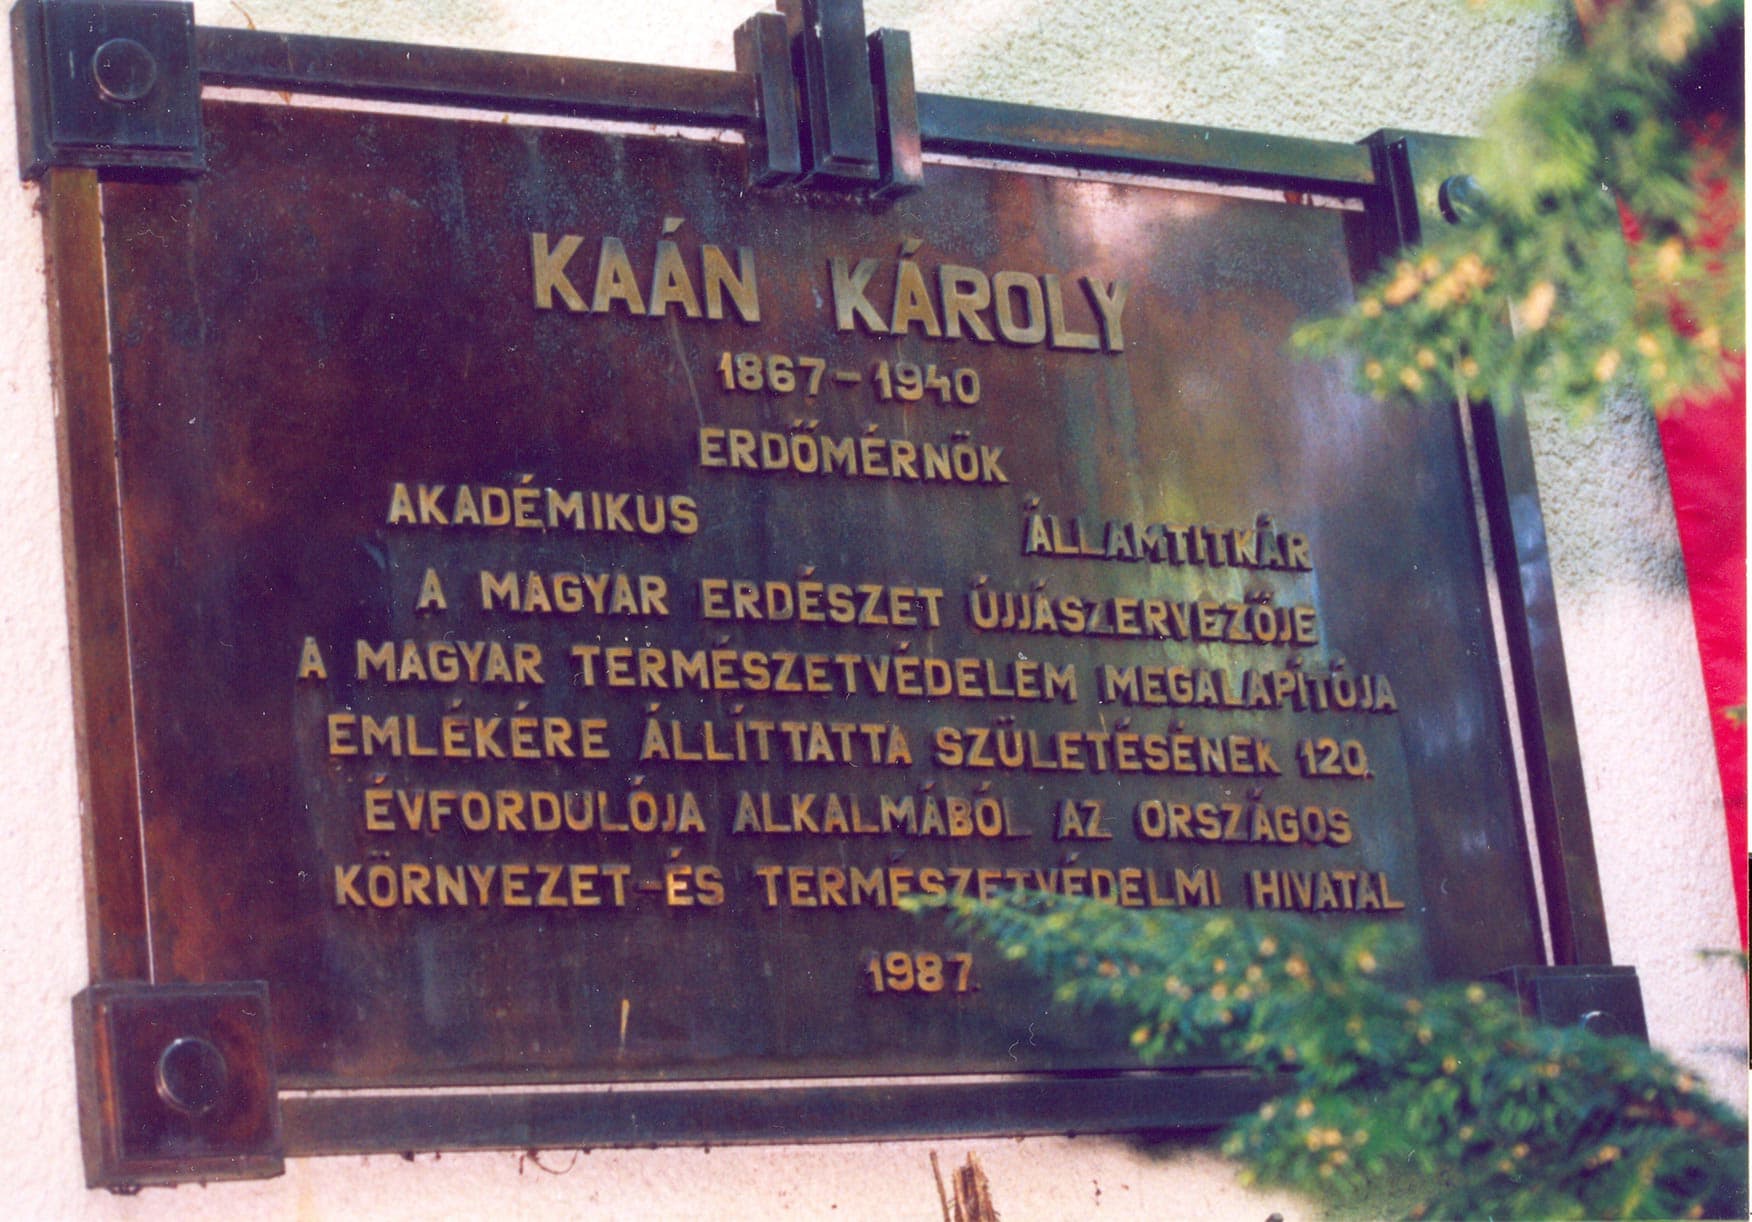 KAÁN KÁROLY
1867-1940
ERDŐMÉRNÖK
AKADÉMIKUS ÁLLAMTITKÁR
A MAGYAR ERDÉSZET ÚJJÁSZERVEZŐJE
A MAGYAR TERMÉSZETVÉDELEM MEGALAPÍTÓJA
EMLÉKÉRE ÁLLÍTTATTA SZÜLETÉSÉNEK 120.
ÉVFORDULÓJA ALKALMÁBÓL AZ ORSZÁGOS
KÖRNYEZET-ÉS TERMÉSZETVÉDELMI HIVATAL
1987.